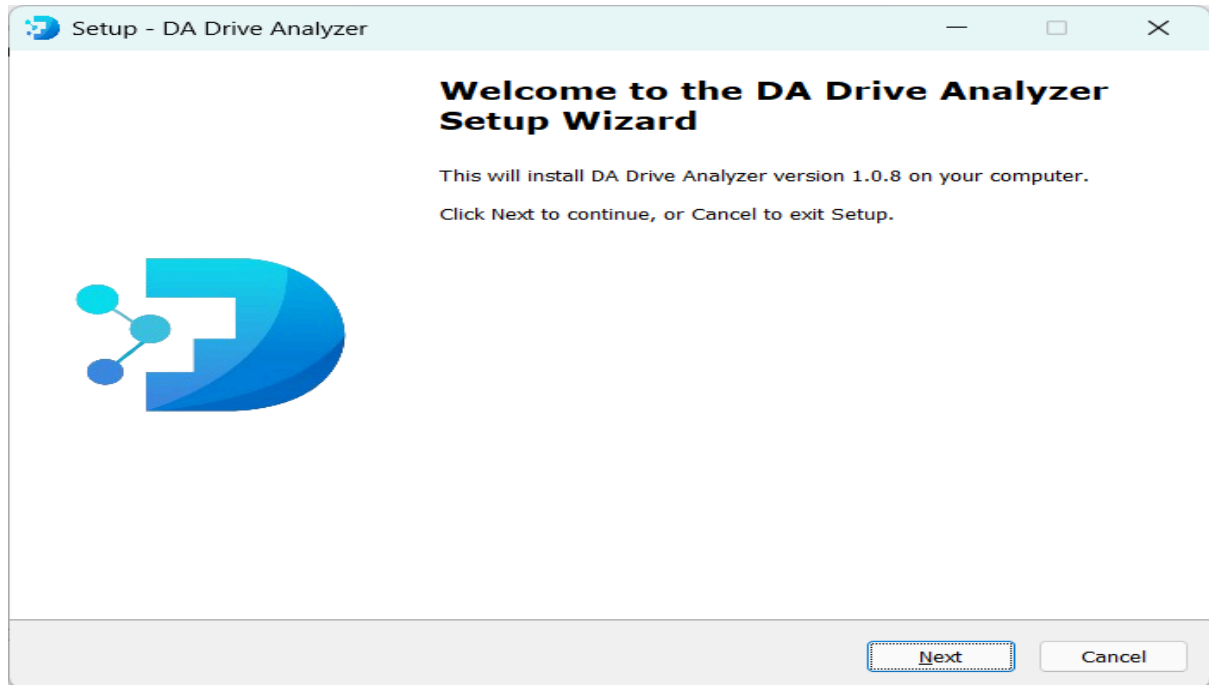 Setup - DA Drive Analyzer
Welcome to the DA Drive Analyzer
Setup Wizard
This will install DA Drive Analyzer version 1.0.8 on your computer.
Click Next to continue, or Cancel to exit Setup.
Next
Cancel